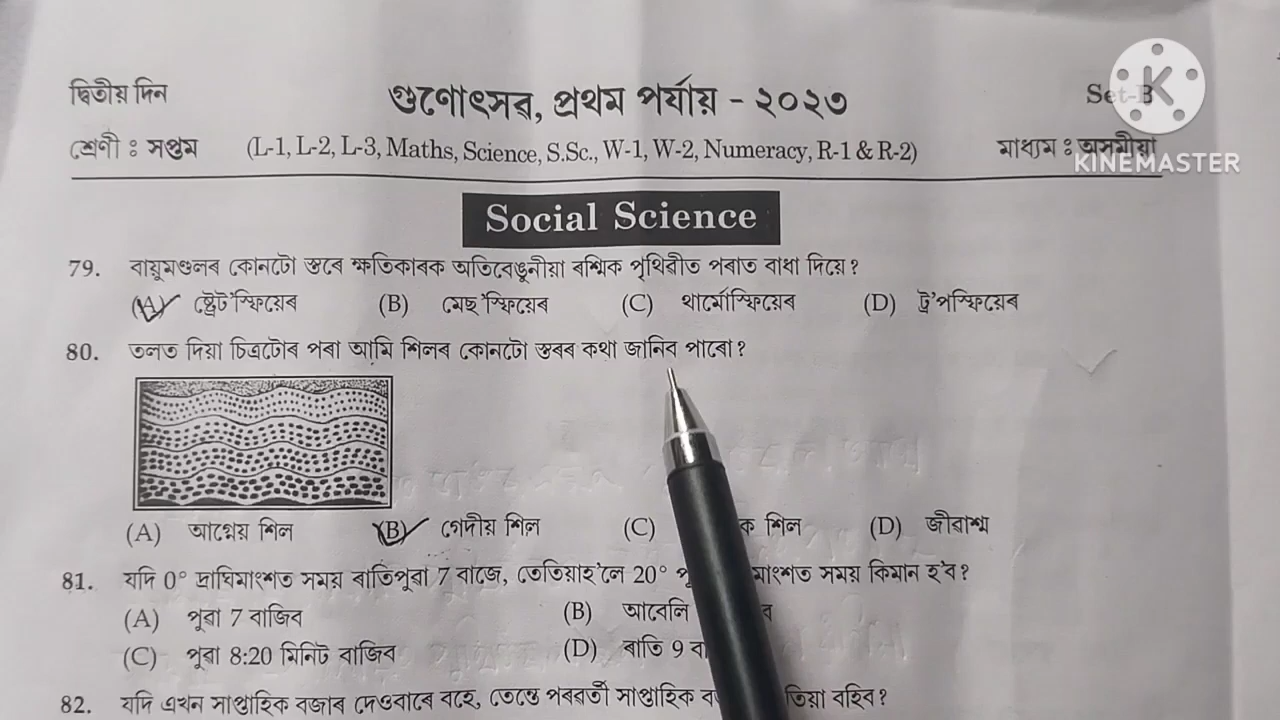 দ্বিতীয় দিন
গুণোৎসৱ, প্ৰথম পৰ্যায় - ২০২৩
Set-B
শ্ৰেণী : সপ্তম
(L-1, L-2, L-3, Maths, Science, S.Sc., W-1, W-2, Numeracy, R-1 & R-2)
মাধ্যম : অসমীয়া
KINEMASTER
Social Science
79. বায়ুমণ্ডলৰ কোনটো স্তৰে ক্ষতিকাৰক অতিবেঙুনীয়া ৰশ্মিক পৃথিৱীত পৰাত বাধা দিয়ে?
(A) ষ্ট্ৰেট'স্ফিয়েৰ (B) মেছ'স্ফিয়েৰ (C) থাৰ্মোস্ফিয়েৰ (D) ট্ৰ'পস্ফিয়েৰ
80. তলত দিয়া চিত্ৰটোৰ পৰা আমি শিলৰ কোনটো স্তৰৰ কথা জানিব পাৰো?
(A) আগ্নেয় শিল (B) গেদীয় শিল (C) ক শিল (D) জীৱাশ্ম
81. যদি 0° দ্ৰাঘিমাংশত সময় ৰাতিপুৱা 7 বাজে, তেতিয়াহ'লে 20° পূ মাংশত সময় কিমান হ'ব?
(A) পুৱা 7 বাজিব (B) আবেলি ব
(C) পুৱা 8:20 মিনিট বাজিব (D) ৰাতি 9 বা
82. যদি এখন সাপ্তাহিক বজাৰ দেওবাৰে বহে, তেন্তে পৰৱৰ্তী সাপ্তাহিক ব তিয়া বহিব?